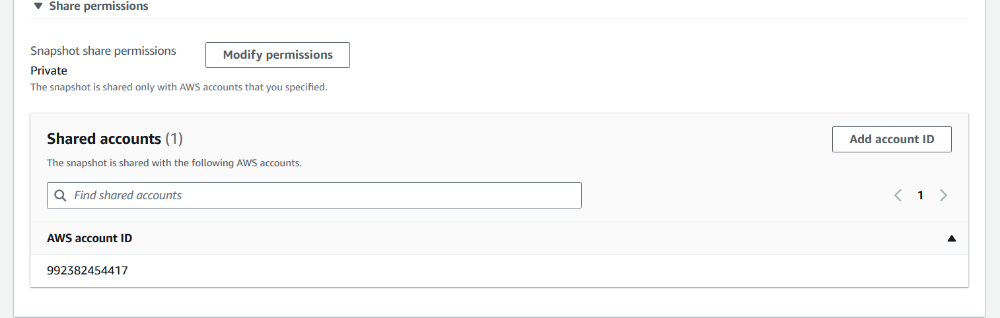 Share permissions
Snapshot share permissions
Modify permissions
Private
The snapshot is shared only with AWS accounts that you specified.
Shared accounts (1)
Add account ID
The snapshot is shared with the following AWS accounts.
Find shared accounts
1
AWS account ID
992382454417